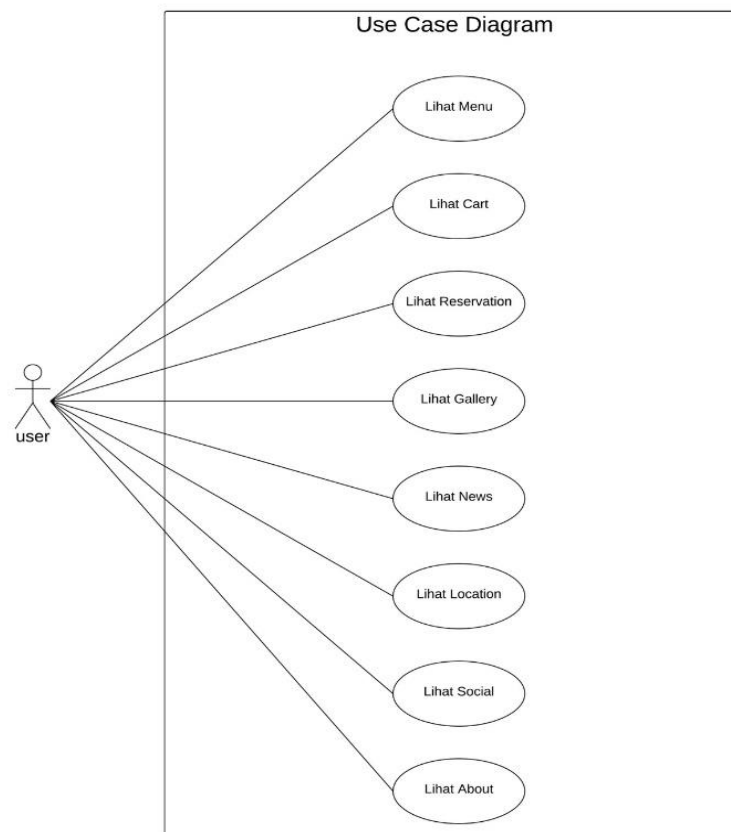 Use Case Diagram
Lihat Menu
Lihat Cart
Lihat Reservation
Lihat Gallery
user
Lihat News
Lihat Location
Lihat Social
Lihat About